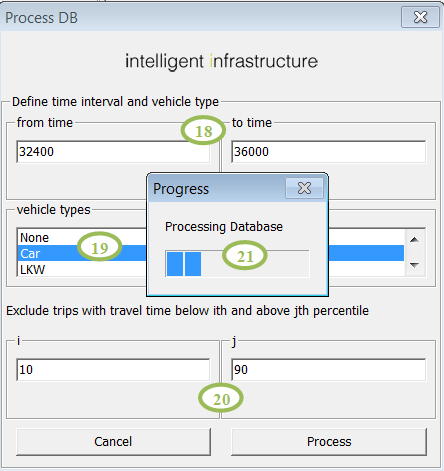 Process DB
intelligent infrastructure
Define time interval and vehicle type
from time
18
to time
32400
36000
Progress
Processing Database
21
vehicle types
None
19
Car
LKW
Exclude trips with travel time below ith and above jth percentile
i
j
10
90
20
Cancel
Process